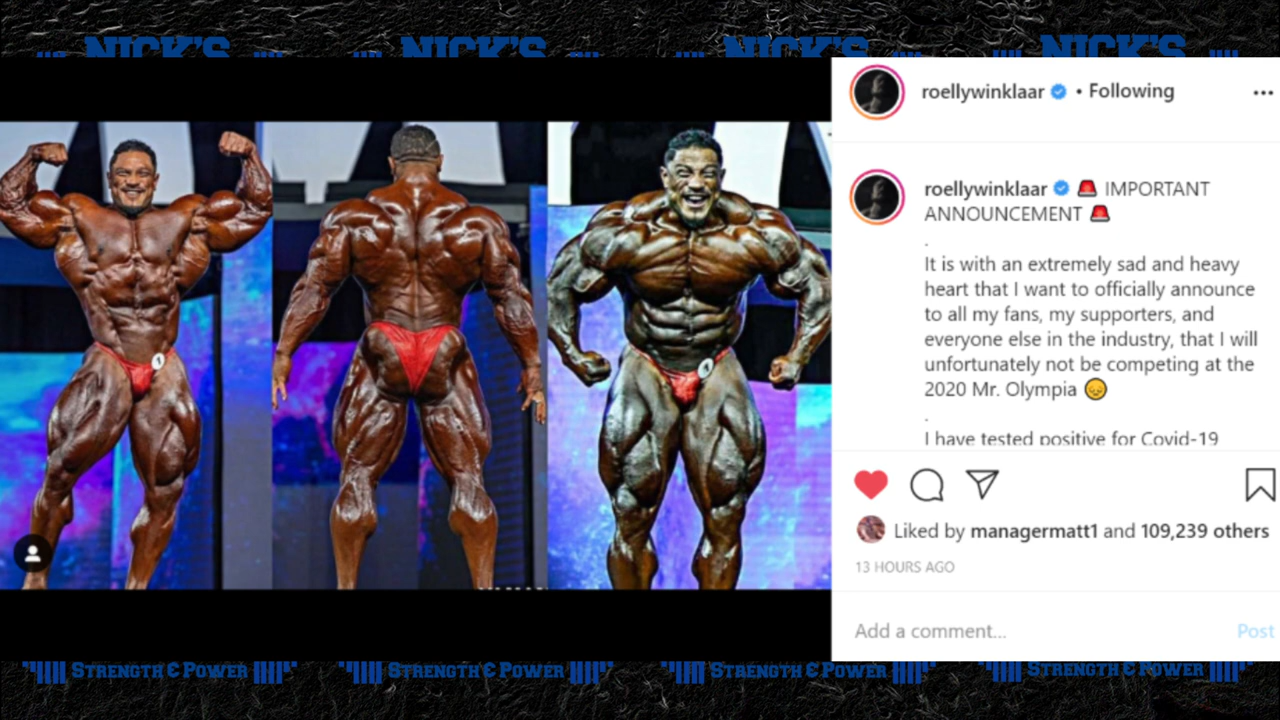 NICK'S NICK'S NICK'S NICK'S
roellywinklaar • Following
roellywinklaar 🚨 IMPORTANT
ANNOUNCEMENT 🚨
.
It is with an extremely sad and heavy
heart that I want to officially announce
to all my fans, my supporters, and
everyone else in the industry, that I will
unfortunately not be competing at the
2020 Mr. Olympia 😞
.
I have tested positive for Covid-19
1
4
Liked by managermatt1 and 109,239 others
13 HOURS AGO
Add a comment... Post
STRENGTH & POWER STRENGTH & POWER STRENGTH & POWER STRENGTH & POWER